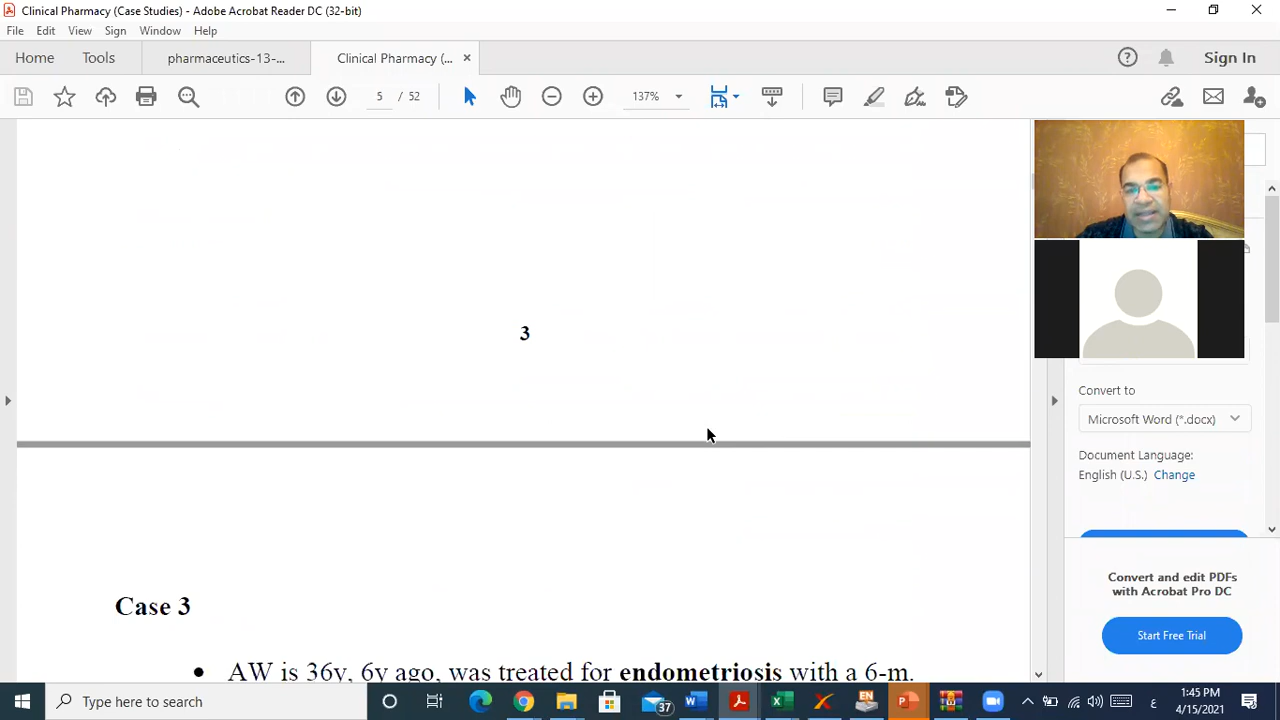 Clinical Pharmacy (Case Studies) - Adobe Acrobat Reader DC (32-bit)
File Edit View Sign Window Help
Home Tools pharmaceutics-13-... Clinical Pharmacy (... × Sign In
5 / 52 137%
3
Case 3
• AW is 36y, 6y ago, was treated for endometriosis with a 6-m.
Convert to
Microsoft Word (*.docx)
Document Language:
English (U.S.) Change
Convert and edit PDFs
with Acrobat Pro DC
Start Free Trial
Type here to search
37
EN
ع
1:45 PM
4/15/2021